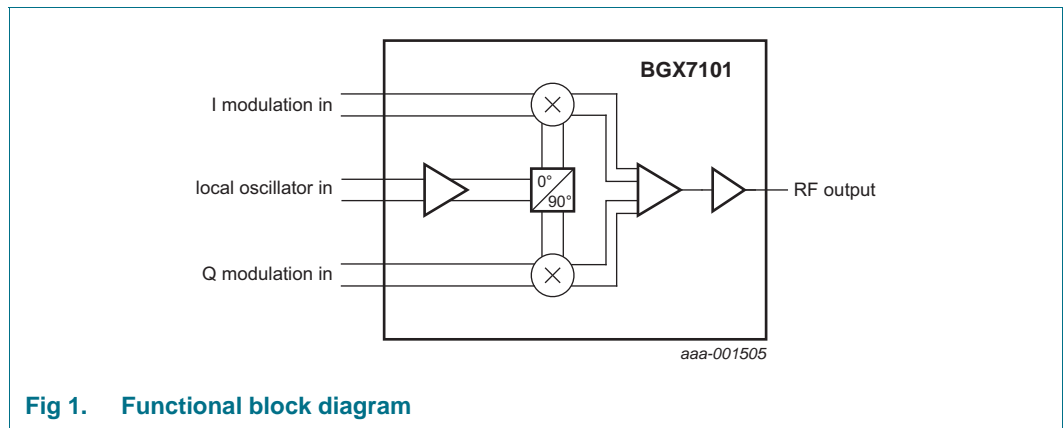 BGX7101
I modulation in
local oscillator in
0°
90°
RF output
Q modulation in
aaa-001505
Fig 1. Functional block diagram